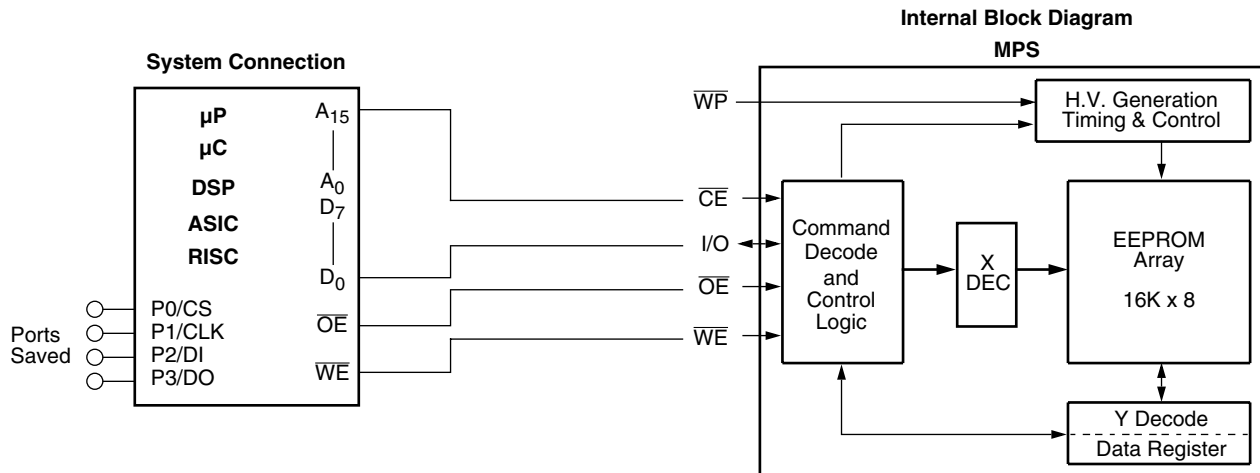 Internal Block Diagram
MPS
System Connection
µP
µC
DSP
ASIC
RISC
A15
A0
D7
D0
OE
WE
P0/CS
P1/CLK
P2/DI
P3/DO
Ports
Saved
WP
CE
I/O
OE
WE
H.V. Generation
Timing & Control
Command
Decode
and
Control
Logic
X
DEC
EEPROM
Array
16K x 8
Y Decode
Data Register